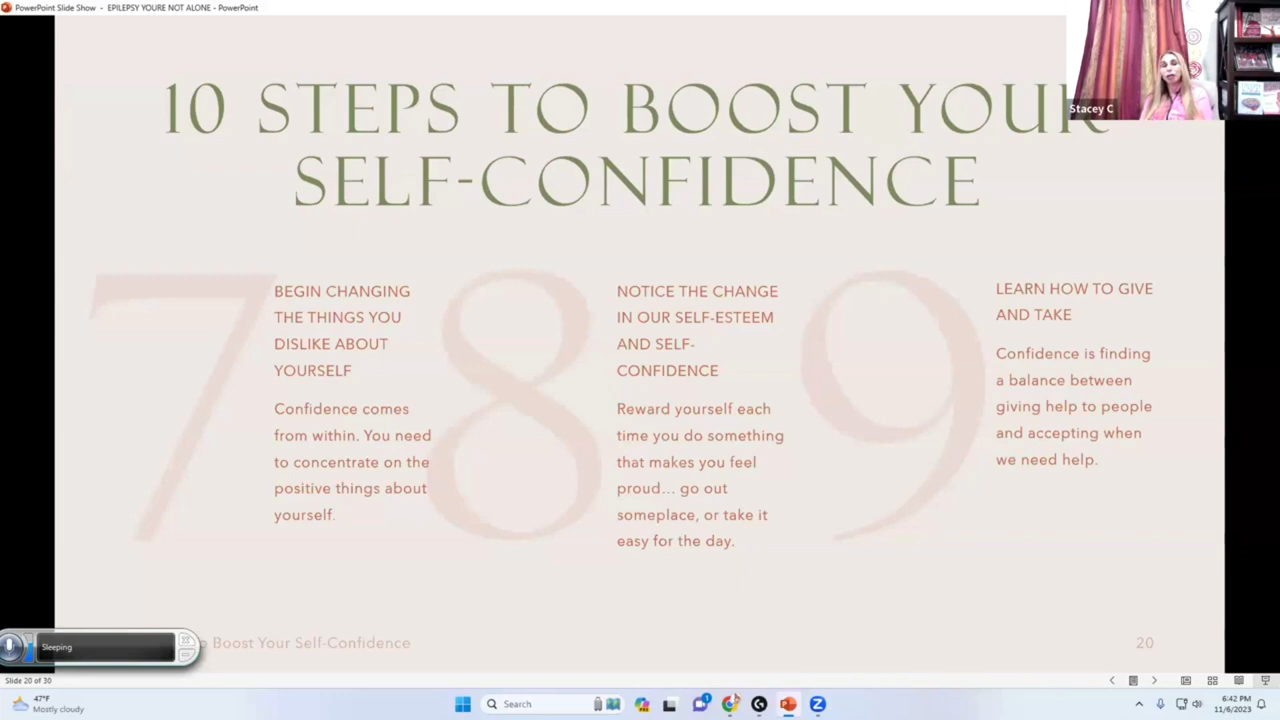 PowerPoint Slide Show - EPILEPSY YOURE NOT ALONE - PowerPoint
Stacey C
10 STEPS TO BOOST YOUR
SELF-CONFIDENCE
7
BEGIN CHANGING
THE THINGS YOU
DISLIKE ABOUT
YOURSELF
Confidence comes
from within. You need
to concentrate on the
positive things about
yourself.
8
NOTICE THE CHANGE
IN OUR SELF-ESTEEM
AND SELF-
CONFIDENCE
Reward yourself each
time you do something
that makes you feel
proud... go out
someplace, or take it
easy for the day.
9
LEARN HOW TO GIVE
AND TAKE
Confidence is finding
a balance between
giving help to people
and accepting when
we need help.
Sleeping
Boost Your Self-Confidence
20
Slide 20 of 30
47°F
Mostly cloudy
Search
1
6:42 PM
11/6/2023